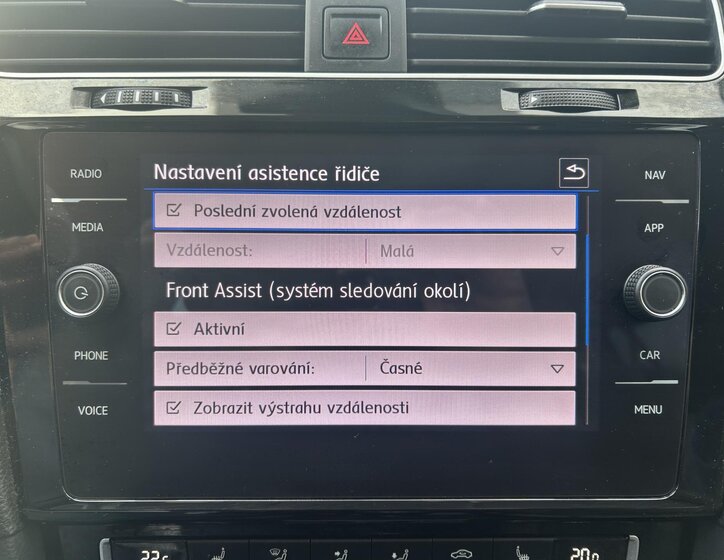 RADIO
MEDIA
PHONE
VOICE
Nastavení asistence řidiče
Poslední zvolená vzdálenost
Vzdálenost: Malá
Front Assist (systém sledování okolí)
Aktivní
Předběžné varování: Časné
Zobrazit výstrahu vzdálenosti
NAV
APP
CAR
MENU